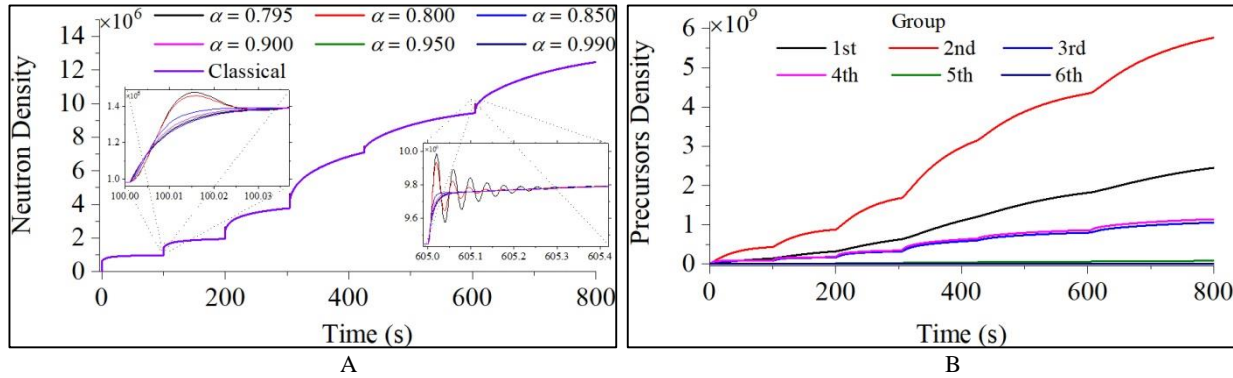 ×10⁶
14
12
10
8
6
4
2
0
Neutron Density
α = 0.795 α = 0.800 α = 0.850
α = 0.900 α = 0.950 α = 0.990
Classical
1.4
1.2
1.0
100.00 100.01 100.02 100.03
10.0
9.8
9.6
605.0 605.1 605.2 605.3 605.4
0 200 400 600 800
Time (s)
A
×10⁹
6
5
4
3
2
1
0
Precursors Density
Group
1st 2nd 3rd
4th 5th 6th
0 200 400 600 800
Time (s)
B